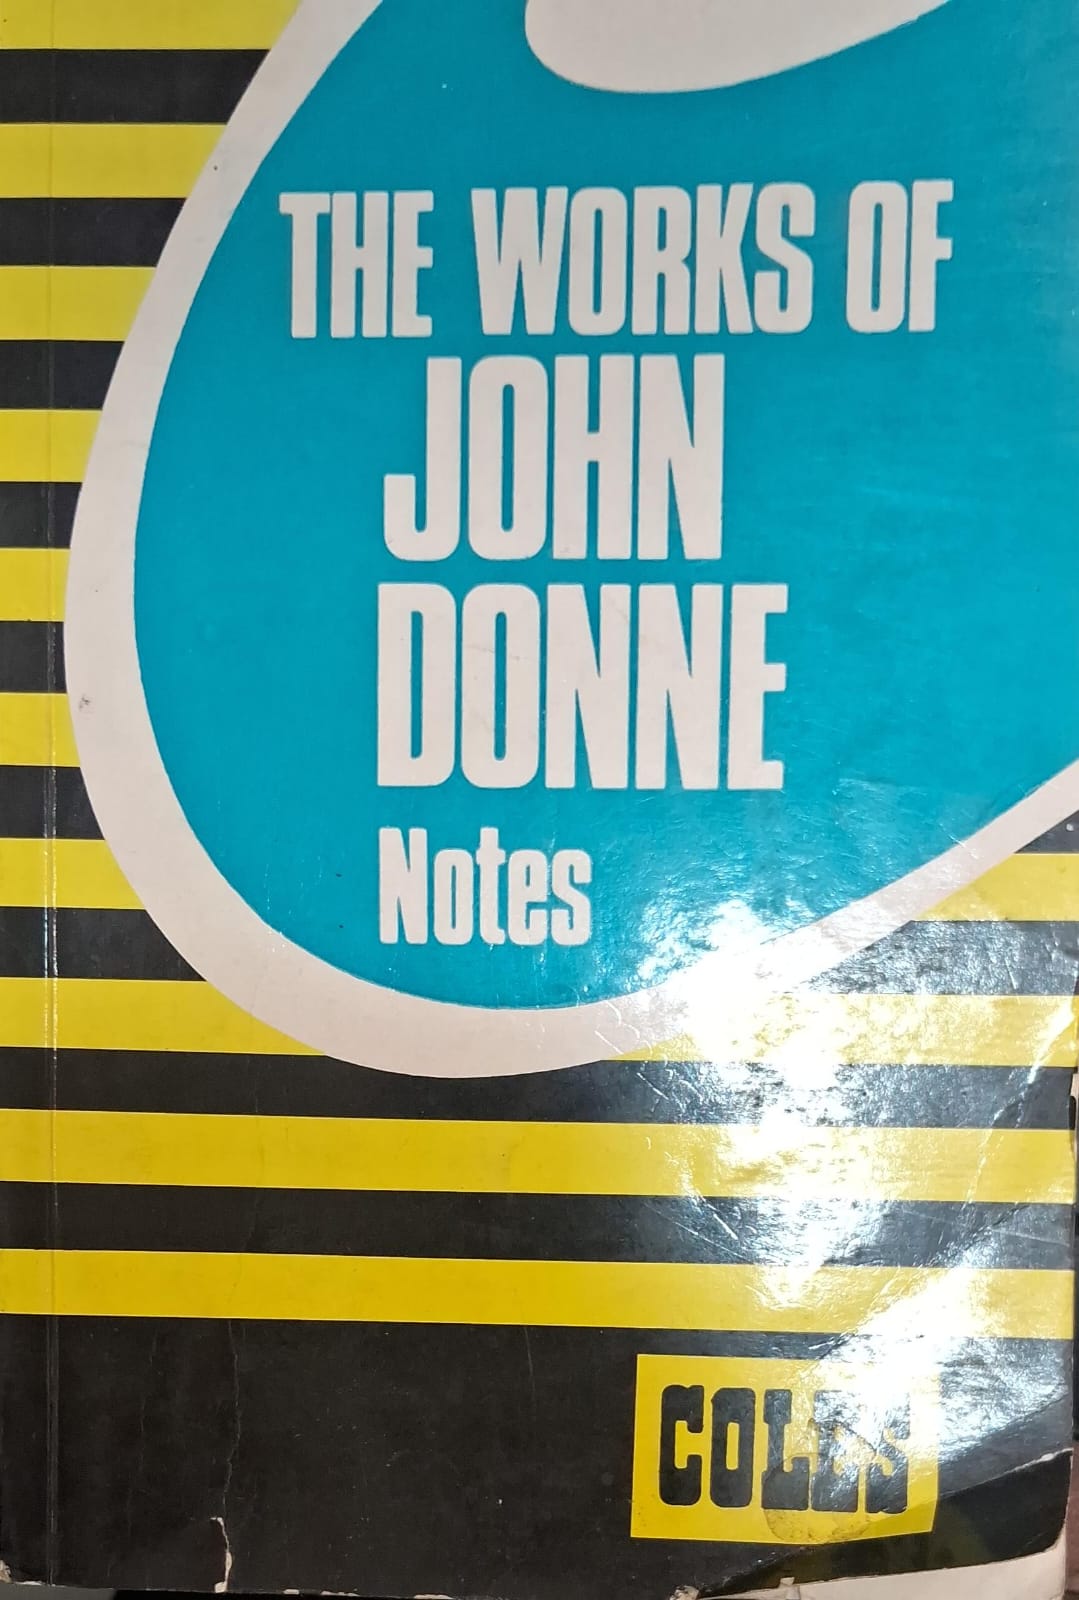 THE WORKS OF
JOHN
DONNE
Notes
COLES